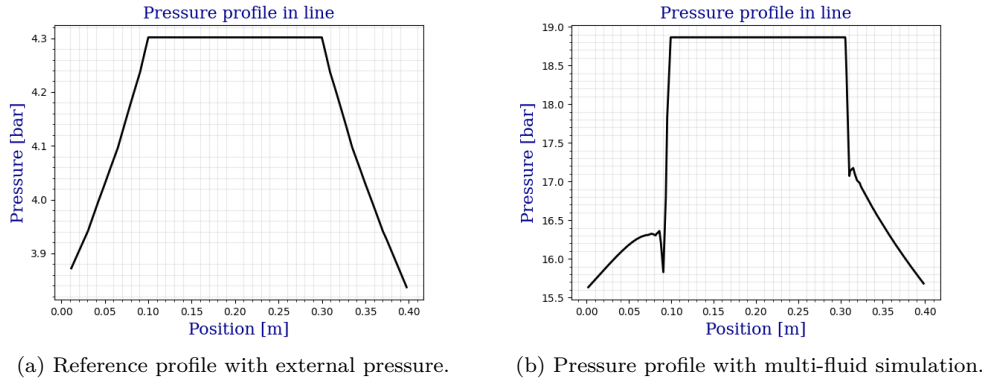 Pressure profile in line
4.3
4.2
4.1
4.0
3.9
Pressure [bar]
0.00 0.05 0.10 0.15 0.20 0.25 0.30 0.35 0.40
Position [m]
(a) Reference profile with external pressure.
Pressure profile in line
19.0
18.5
18.0
17.5
17.0
16.5
16.0
15.5
Pressure [bar]
0.00 0.05 0.10 0.15 0.20 0.25 0.30 0.35 0.40
Position [m]
(b) Pressure profile with multi-fluid simulation.